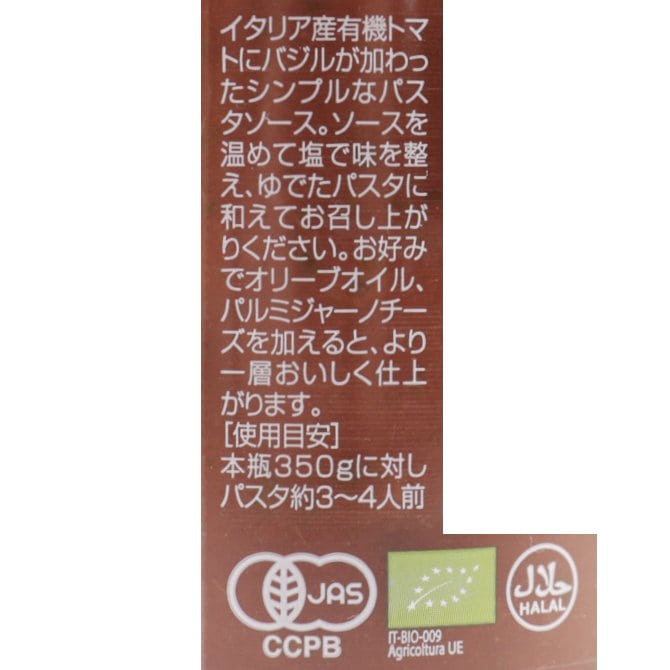 イタリア産有機トマ
トにバジルが加わっ
たシンプルなパス
タソース。ソースを
温めて塩で味を整
え、ゆでたパスタに
和えてお召し上が
りください。お好み
でオリーブオイル、
パルミジャーノチー
ズを加えると、より
一層おいしく仕上
がります。
[使用目安]
本瓶350gに対し
パスタ約3〜4人前
JAS
CCPB
IT-BIO-009
Agricoltura UE
حلال
HALAL